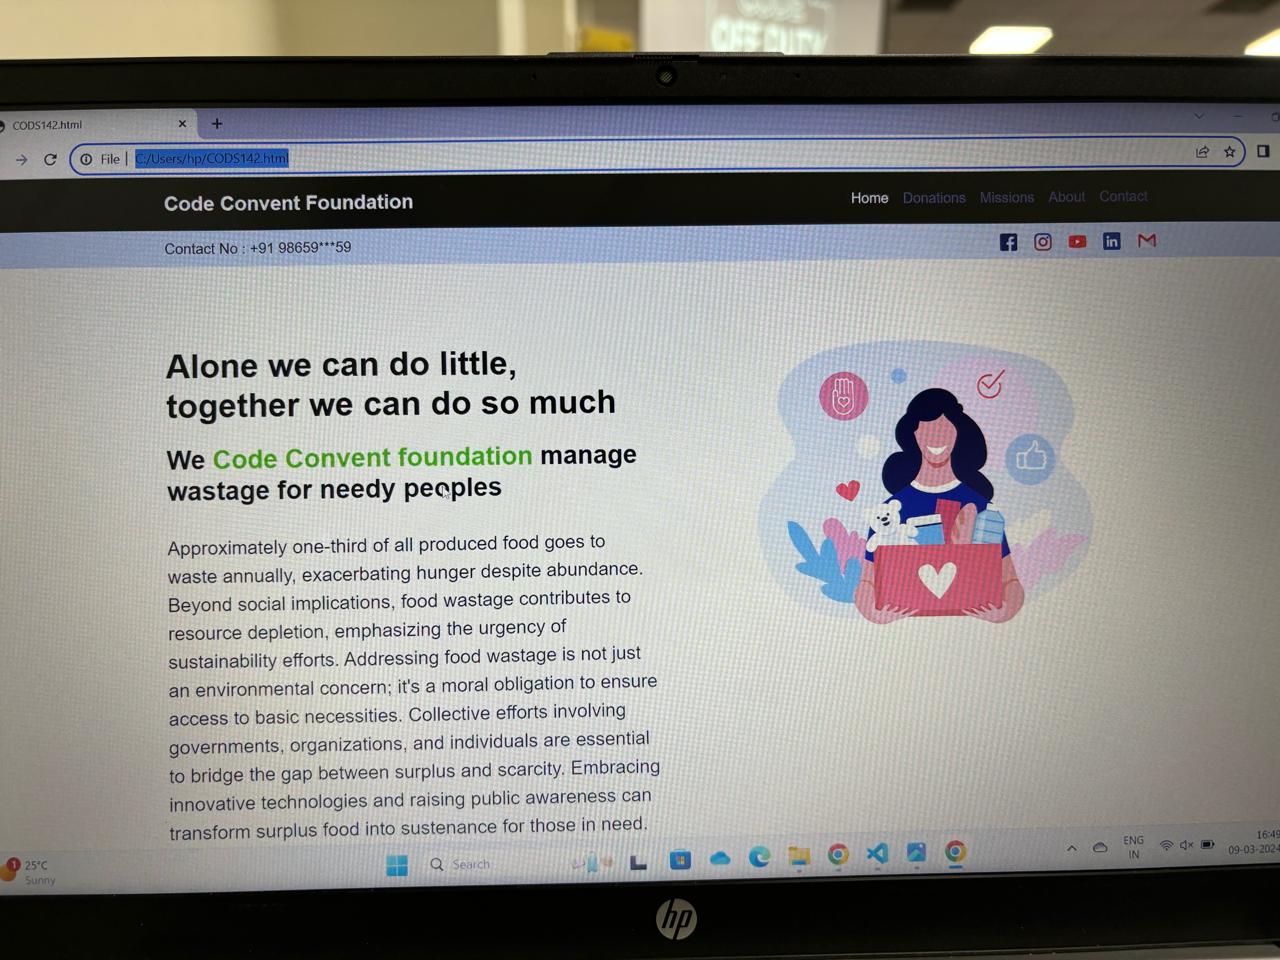 CODE
OFF DUTY
CODS142.html
File
C:/Users/hp/CODS142.html
Code Convent Foundation
Home Donations Missions About Contact
Contact No : +91 98659***59
Alone we can do little,
together we can do so much
We Code Convent foundation manage
wastage for needy peoples
Approximately one-third of all produced food goes to
waste annually, exacerbating hunger despite abundance.
Beyond social implications, food wastage contributes to
resource depletion, emphasizing the urgency of
sustainability efforts. Addressing food wastage is not just
an environmental concern; it's a moral obligation to ensure
access to basic necessities. Collective efforts involving
governments, organizations, and individuals are essential
to bridge the gap between surplus and scarcity. Embracing
innovative technologies and raising public awareness can
transform surplus food into sustenance for those in need.
1
25°C
Sunny
Search
ENG
IN
16:49
09-03-2024
hp